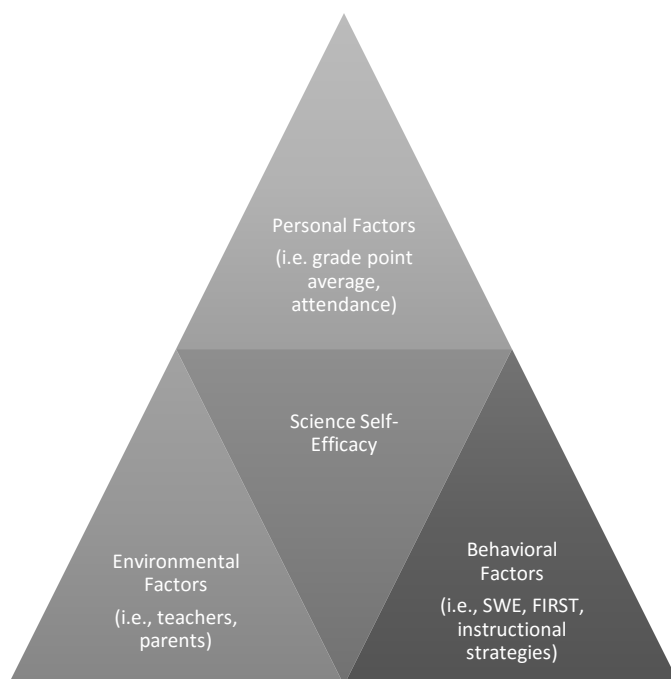 Personal Factors
(i.e. grade point
average,
attendance)
Science Self-
Efficacy
Environmental
Factors
(i.e., teachers,
parents)
Behavioral
Factors
(i.e., SWE, FIRST,
instructional
strategies)